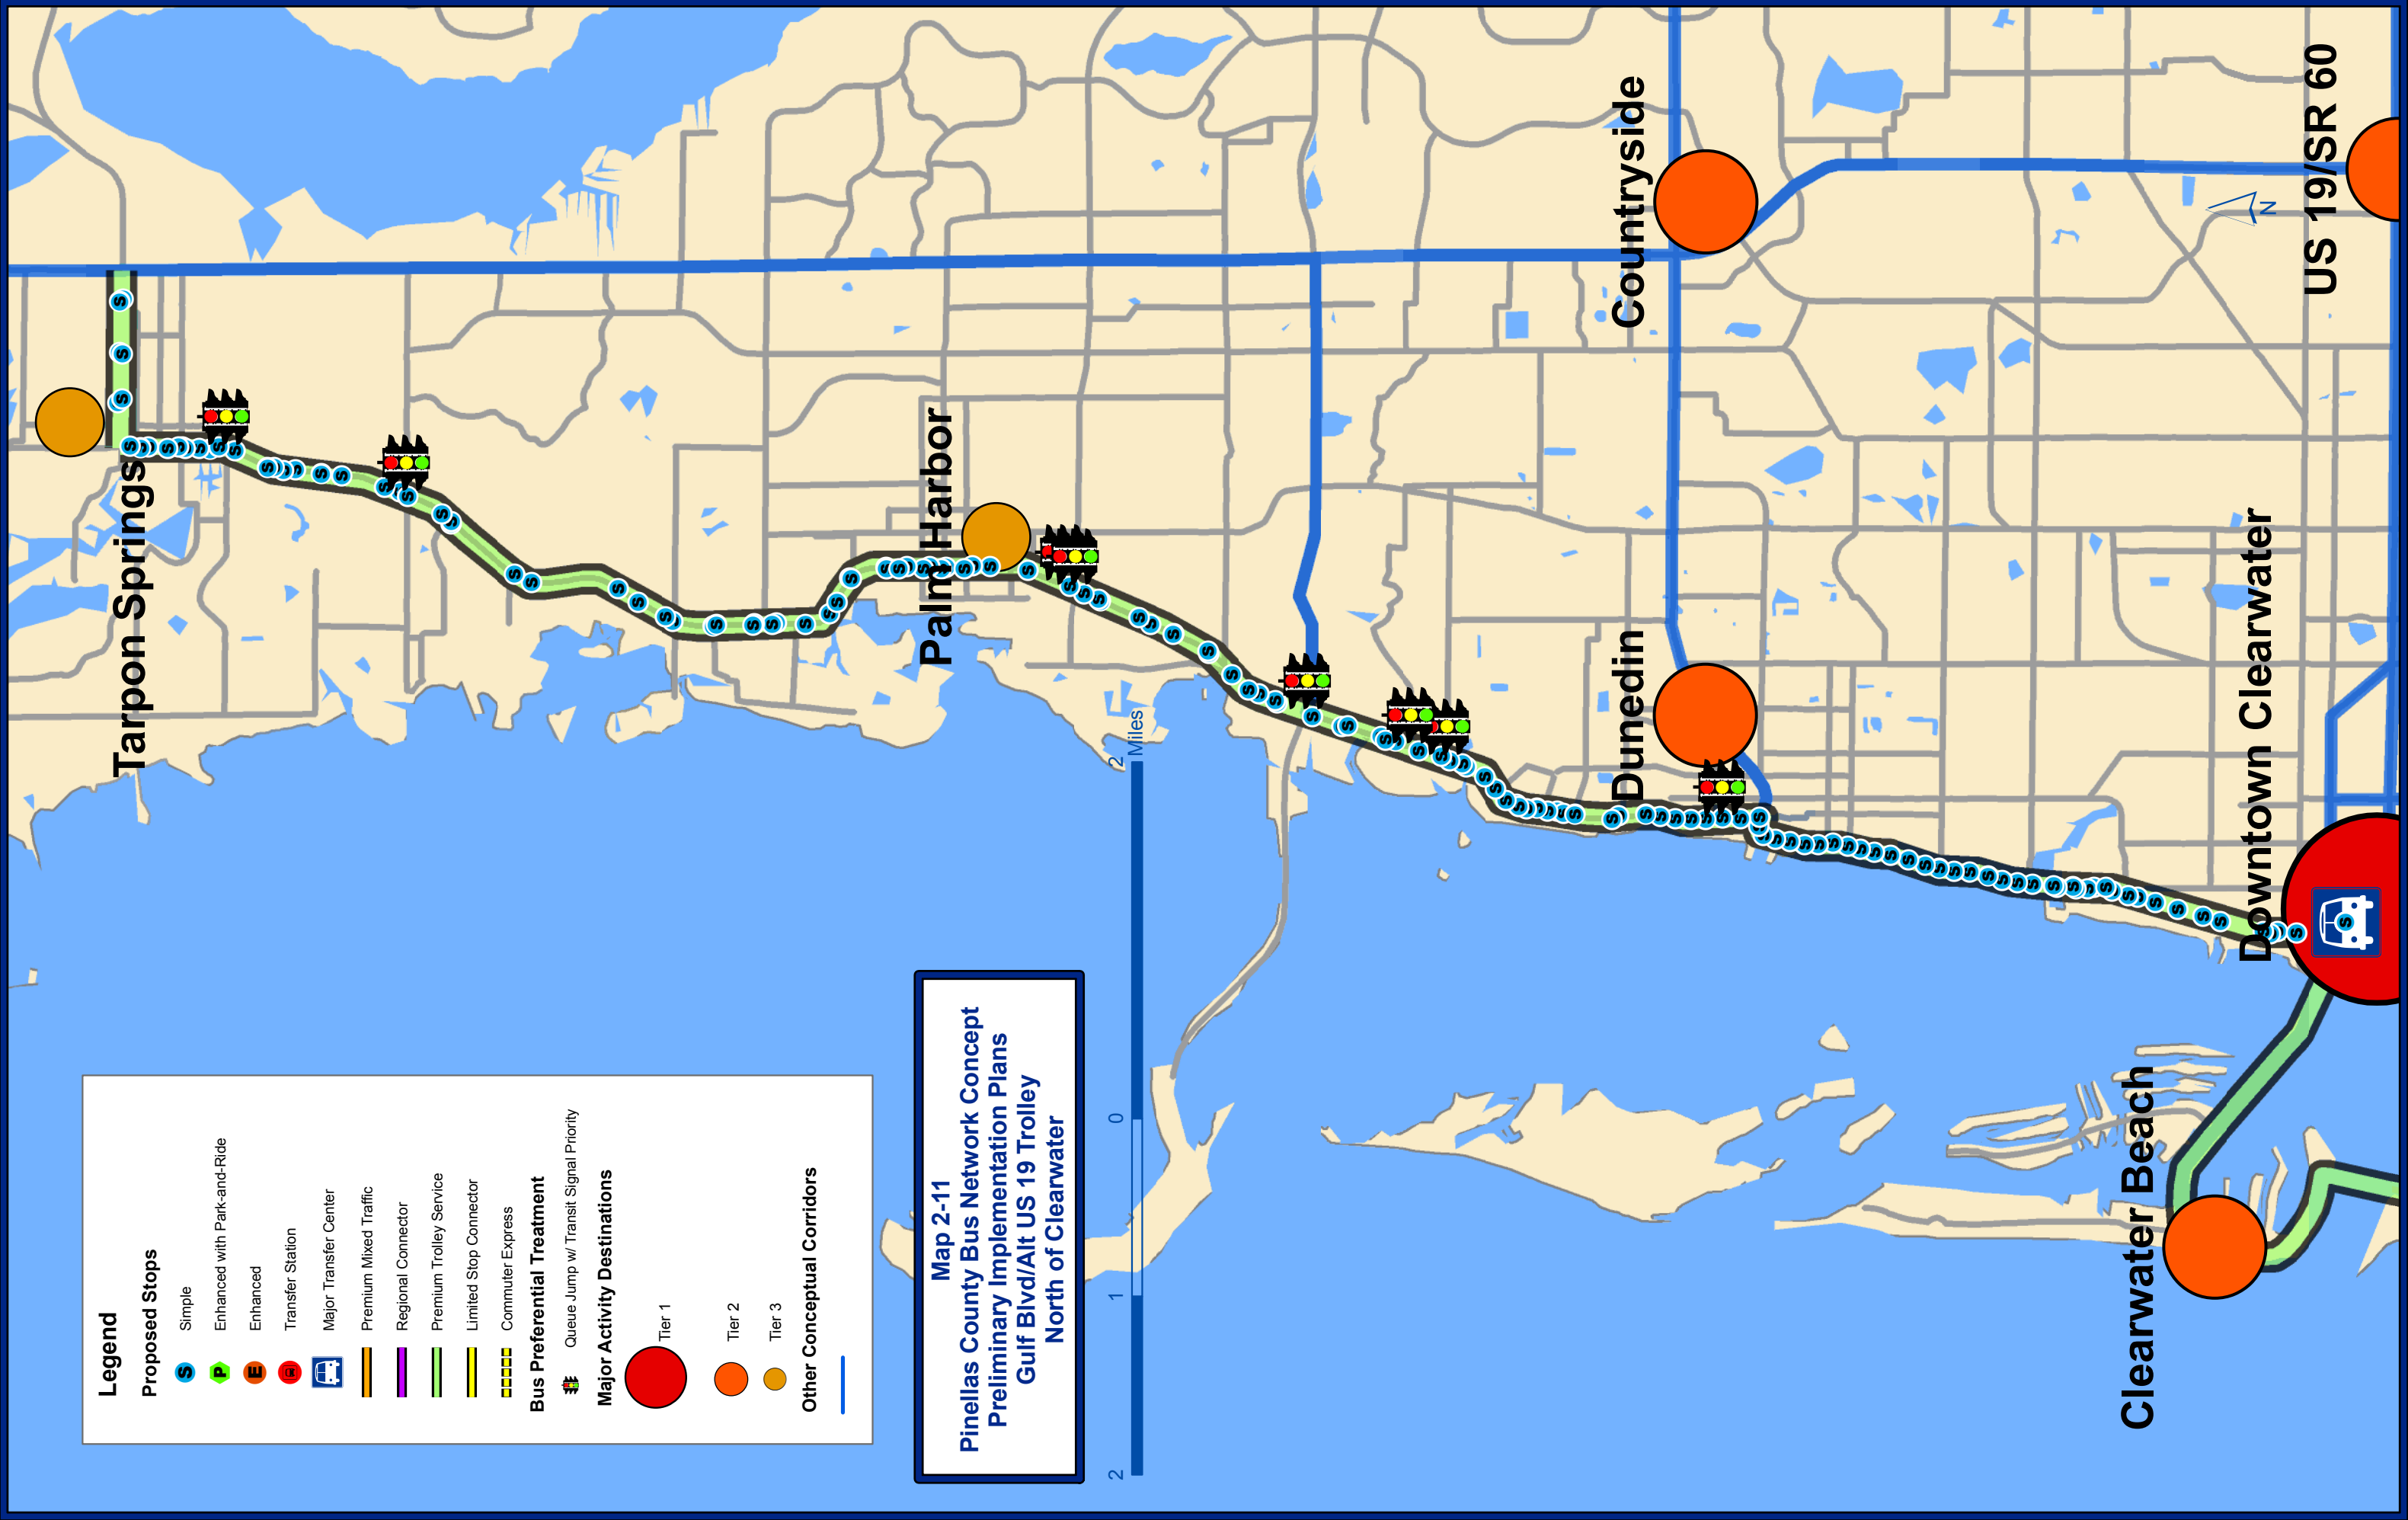 Legend
Proposed Stops
S Simple
P Enhanced with Park-and-Ride
E Enhanced
Transfer Station
Major Transfer Center
Premium Mixed Traffic
Regional Connector
Premium Trolley Service
Limited Stop Connector
Commuter Express
Bus Preferential Treatment
Queue Jump w/ Transit Signal Priority
Major Activity Destinations
Tier 1
Tier 2
Tier 3
Other Conceptual Corridors
Map 2-11
Pinellas County Bus Network Concept
Preliminary Implementation Plans
Gulf Blvd/Alt US 19 Trolley
North of Clearwater
2 1 0 2
Miles
Tarpon Springs
Palm Harbor
Dunedin
Countryside
Clearwater Beach
Downtown Clearwater
US 19/SR 60
N